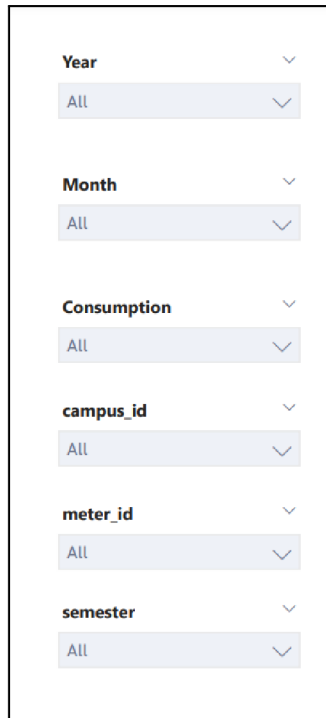 Year
All
Month
All
Consumption
All
campus_id
All
meter_id
All
semester
All